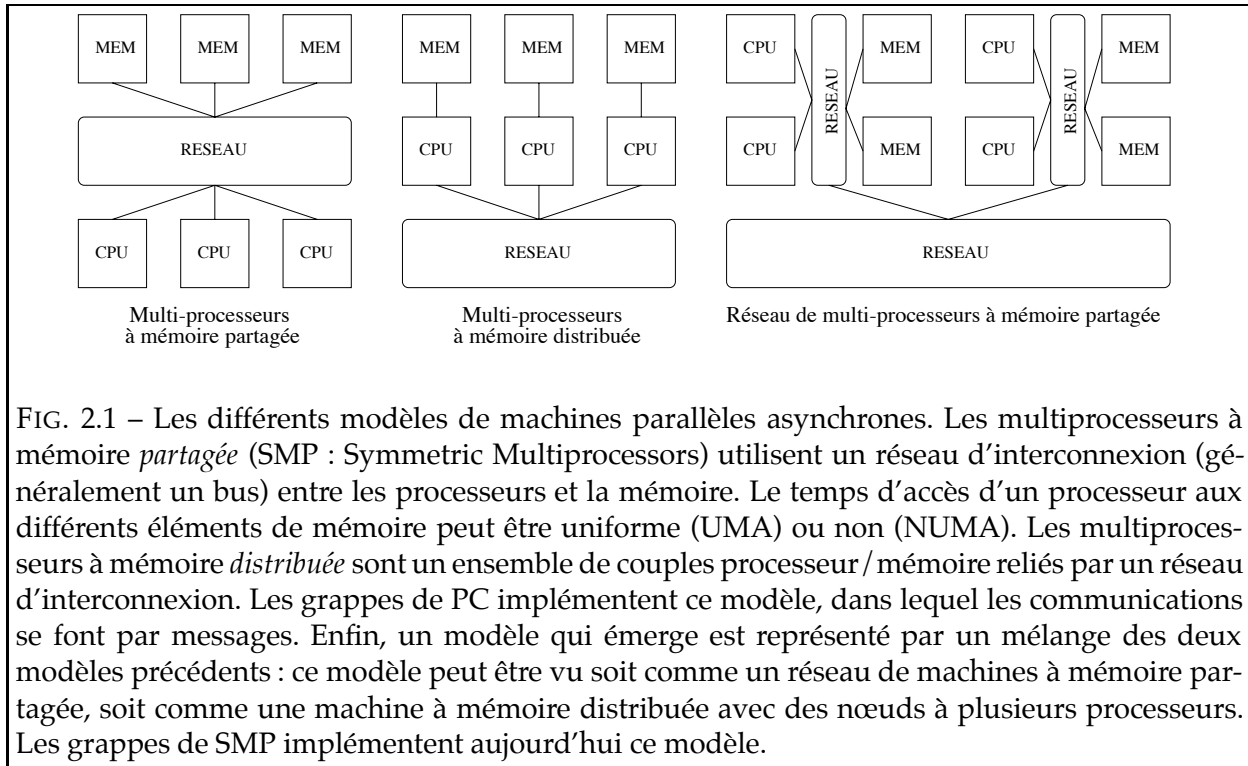 MEM MEM MEM MEM MEM MEM CPU MEM CPU MEM
RESEAU RESEAU
RESEAU CPU CPU CPU CPU MEM CPU MEM
CPU CPU CPU RESEAU RESEAU
Multi-processeurs
à mémoire partagée
Multi-processeurs
à mémoire distribuée
Réseau de multi-processeurs à mémoire partagée
FIG. 2.1 – Les différents modèles de machines parallèles asynchrones. Les multiprocesseurs à
mémoire partagée (SMP : Symmetric Multiprocessors) utilisent un réseau d'interconnexion (gé-
néralement un bus) entre les processeurs et la mémoire. Le temps d'accès d'un processeur aux
différents éléments de mémoire peut être uniforme (UMA) ou non (NUMA). Les multiproces-
seurs à mémoire distribuée sont un ensemble de couples processeur/mémoire reliés par un réseau
d'interconnexion. Les grappes de PC implémentent ce modèle, dans lequel les communications
se font par messages. Enfin, un modèle qui émerge est représenté par un mélange des deux
modèles précédents : ce modèle peut être vu soit comme un réseau de machines à mémoire par-
tagée, soit comme une machine à mémoire distribuée avec des nœuds à plusieurs processeurs.
Les grappes de SMP implémentent aujourd'hui ce modèle.